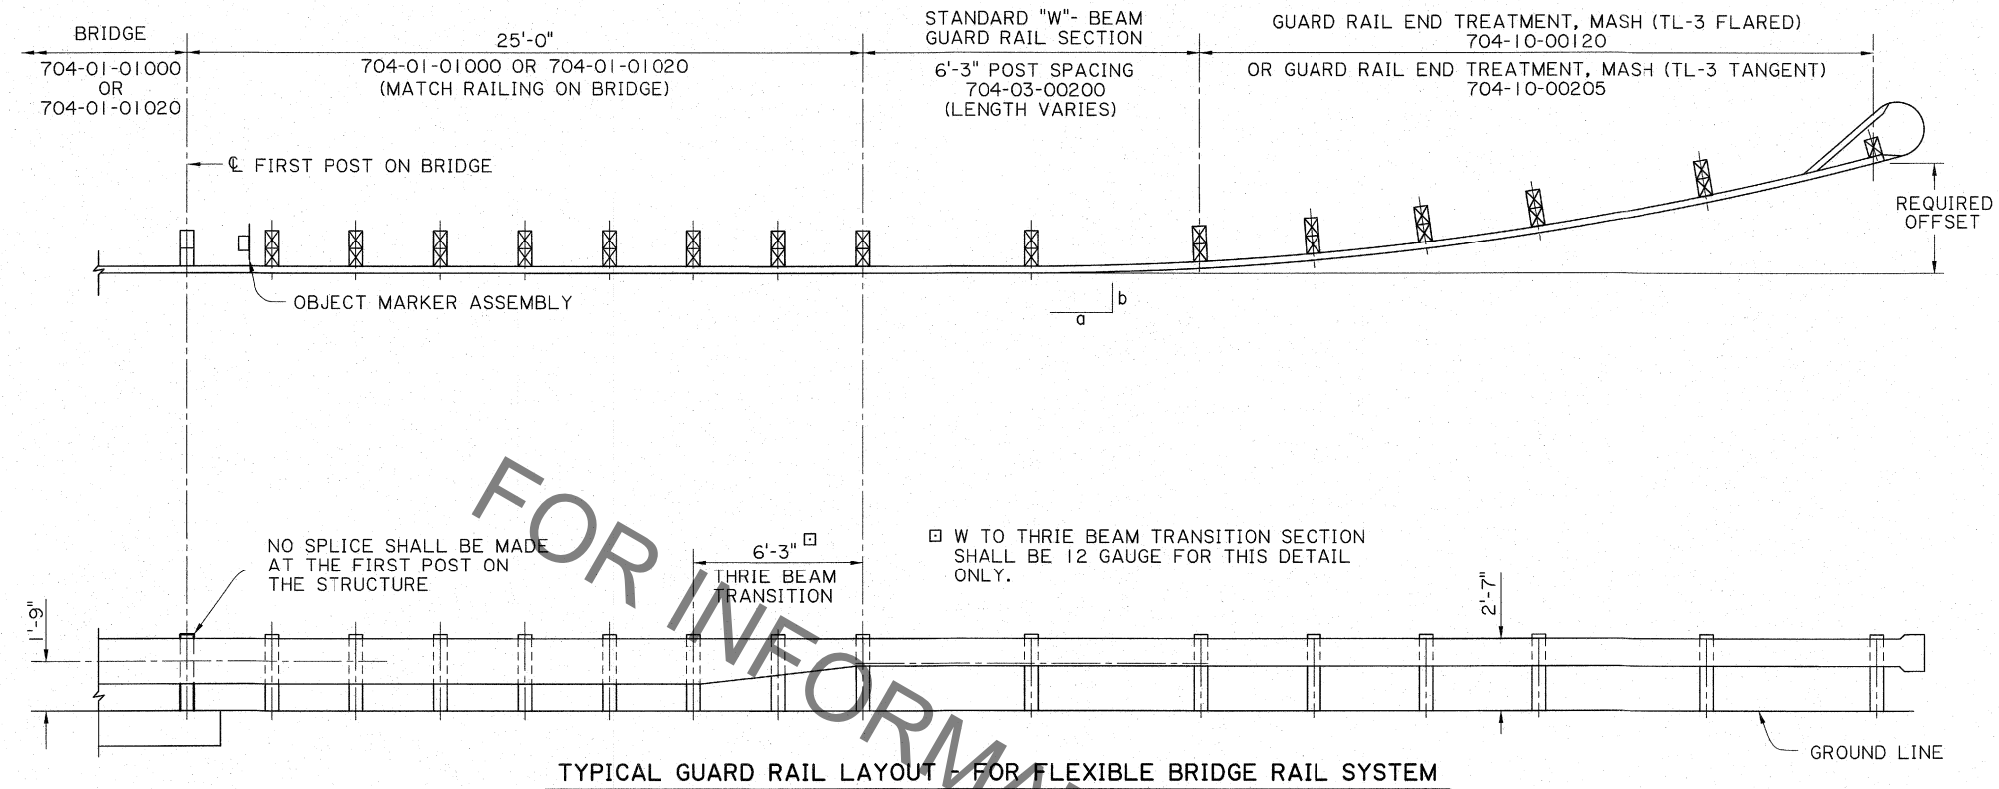 BRIDGE
704-01-01000
OR
704-01-01020
25'-0"
704-01-01000 OR 704-01-01020
(MATCH RAILING ON BRIDGE)
STANDARD "W"- BEAM
GUARD RAIL SECTION
6'-3" POST SPACING
704-03-00200
(LENGTH VARIES)
GUARD RAIL END TREATMENT, MASH (TL-3 FLARED)
704-10-00120
OR GUARD RAIL END TREATMENT, MASH (TL-3 TANGENT)
704-10-00205
℄ FIRST POST ON BRIDGE
REQUIRED
OFFSET
OBJECT MARKER ASSEMBLY
b
a
NO SPLICE SHALL BE MADE
AT THE FIRST POST ON
THE STRUCTURE
6'-3" ⊡
THRIE BEAM
TRANSITION
⊡ W TO THRIE BEAM TRANSITION SECTION
SHALL BE 12 GAUGE FOR THIS DETAIL
ONLY.
1'-9"
2'-7"
GROUND LINE
TYPICAL GUARD RAIL LAYOUT - FOR FLEXIBLE BRIDGE RAIL SYSTEM
FOR INFORMA